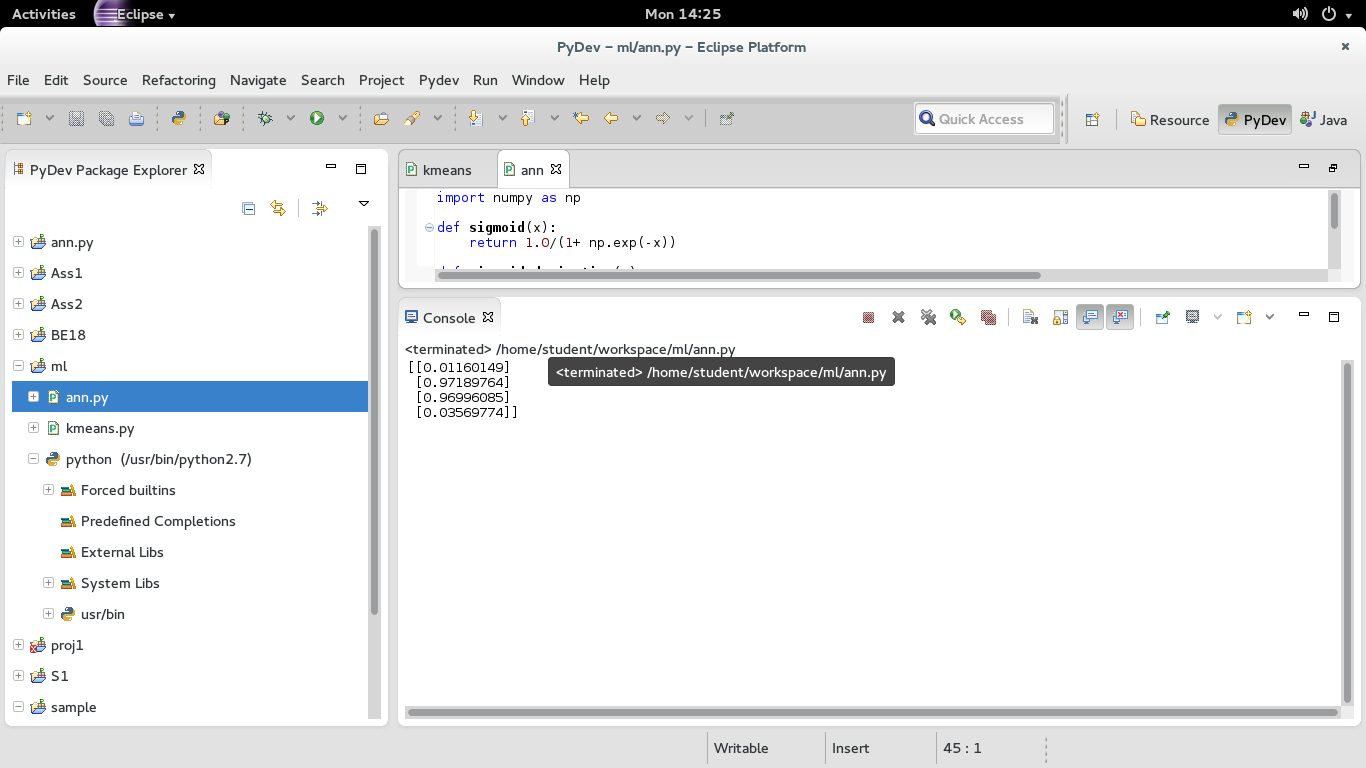 Activities Eclipse Mon 14:25
PyDev – ml/ann.py – Eclipse Platform
File Edit Source Refactoring Navigate Search Project Pydev Run Window Help
Quick Access Resource PyDev Java
PyDev Package Explorer
ann.py
Ass1
Ass2
BE18
ml
ann.py
kmeans.py
python (/usr/bin/python2.7)
Forced builtins
Predefined Completions
External Libs
System Libs
usr/bin
proj1
S1
sample
kmeans ann
import numpy as np
def sigmoid(x):
return 1.0/(1+ np.exp(-x))
Console
<terminated> /home/student/workspace/ml/ann.py
[[0.01160149]
[0.97189764]
[0.96996085]
[0.03569774]]
<terminated> /home/student/workspace/ml/ann.py
Writable Insert 45 : 1